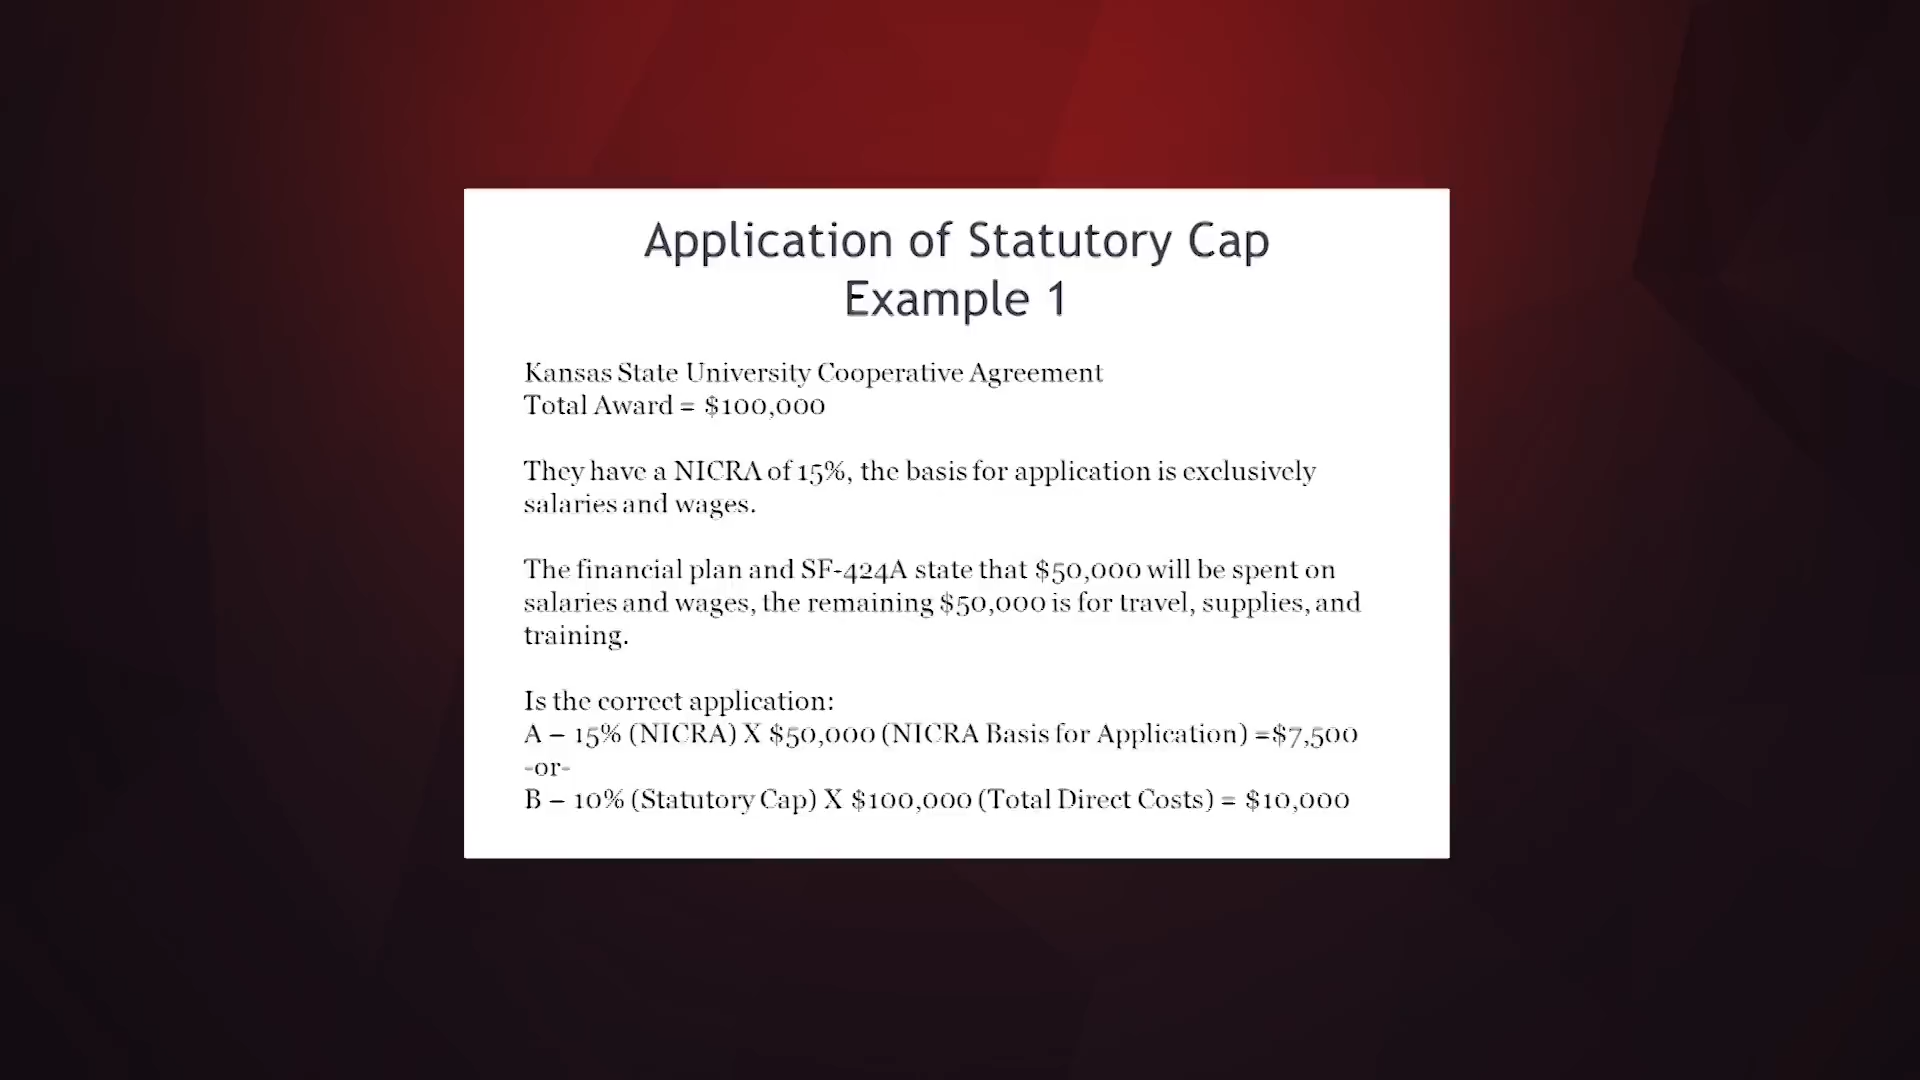 Application of Statutory Cap
Example 1
Kansas State University Cooperative Agreement
Total Award = $100,000
They have a NICRA of 15%, the basis for application is exclusively
salaries and wages.
The financial plan and SF-424A state that $50,000 will be spent on
salaries and wages, the remaining $50,000 is for travel, supplies, and
training.
Is the correct application:
A – 15% (NICRA) X $50,000 (NICRA Basis for Application) =$7,500
-or-
B – 10% (Statutory Cap) X $100,000 (Total Direct Costs) = $10,000